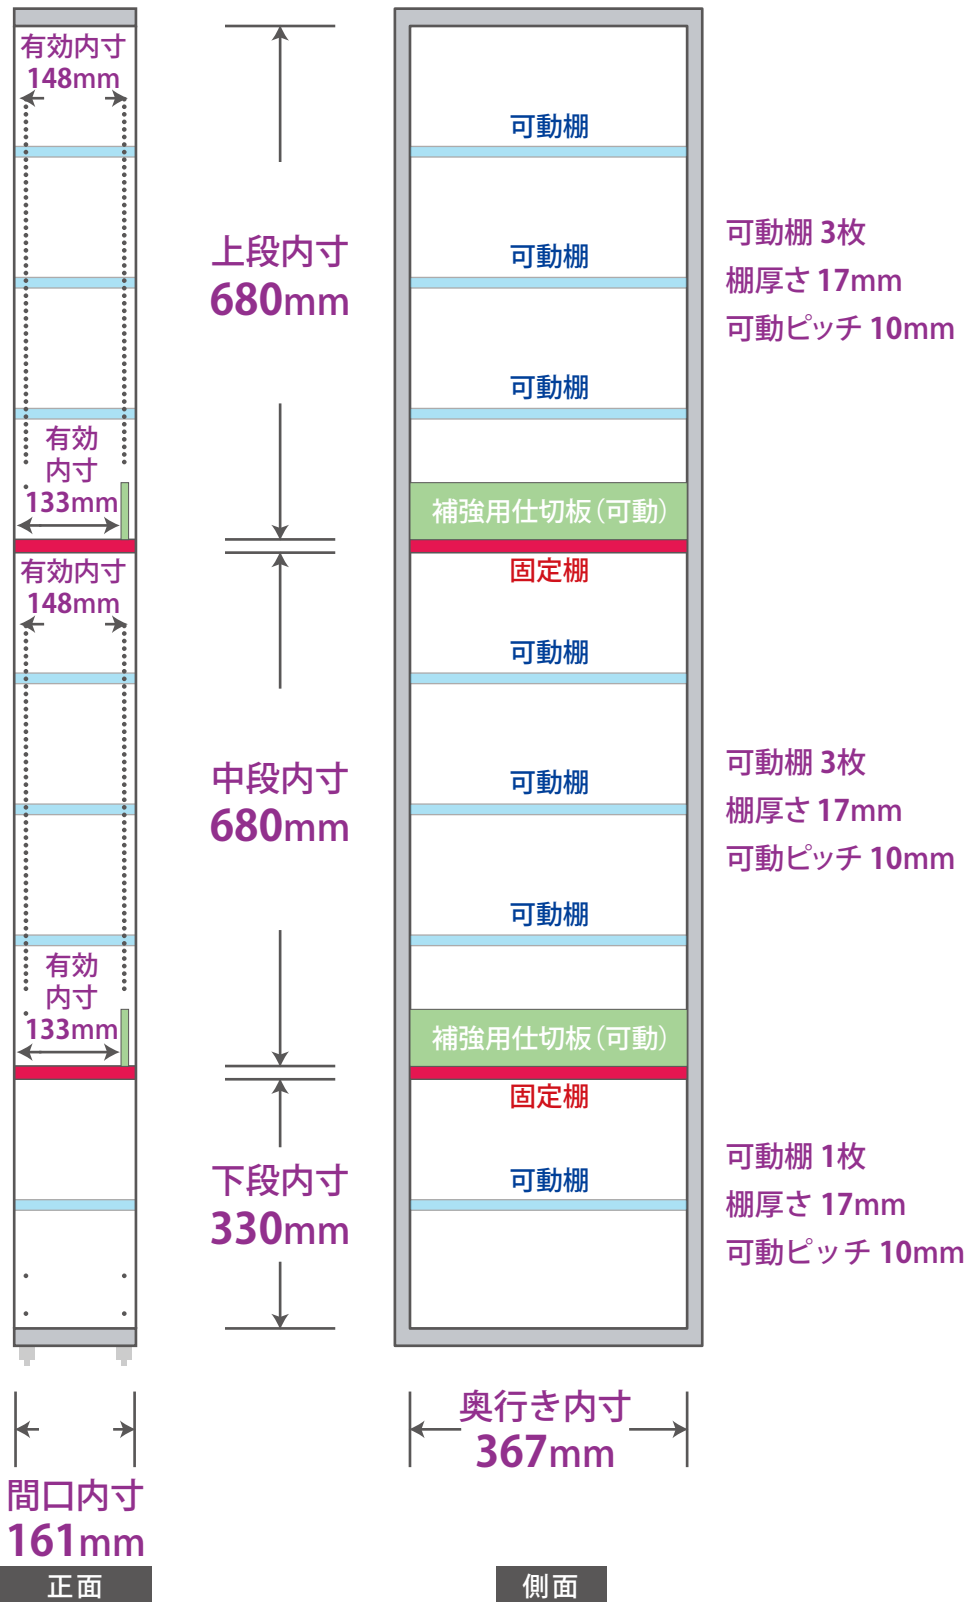 有効内寸
148mm
有効
内寸
133mm
有効内寸
148mm
有効
内寸
133mm
間口内寸
161mm
正面
上段内寸
680mm
中段内寸
680mm
下段内寸
330mm
可動棚
可動棚
可動棚
補強用仕切板(可動)
固定棚
可動棚
可動棚
可動棚
補強用仕切板(可動)
固定棚
可動棚
奥行き内寸
367mm
側面
可動棚 3枚
棚厚さ 17mm
可動ピッチ 10mm
可動棚 3枚
棚厚さ 17mm
可動ピッチ 10mm
可動棚 1枚
棚厚さ 17mm
可動ピッチ 10mm